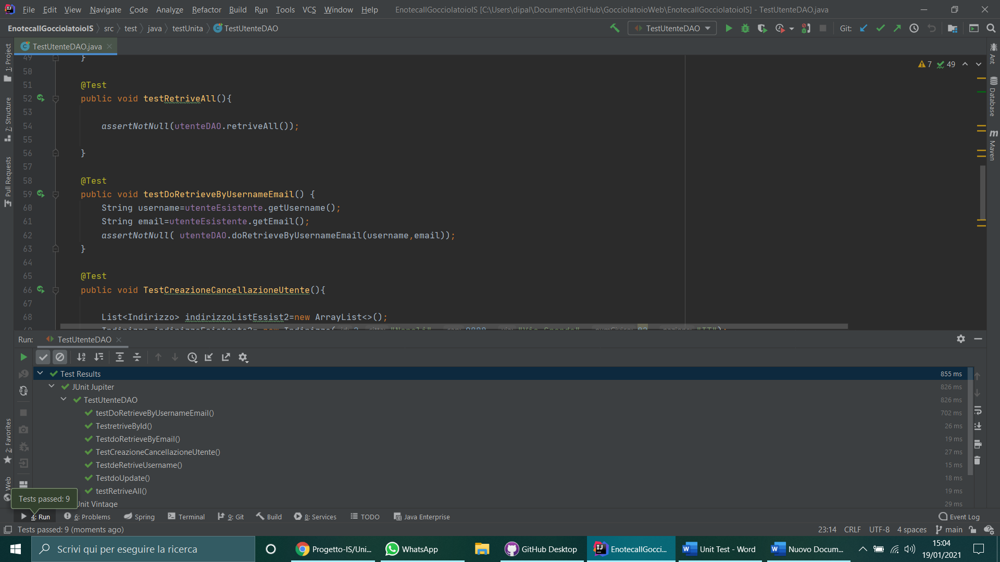 File Edit View Navigate Code Analyze Refactor Build Run Tools VCS Window Help EnotecaIlGocciolatoioIS [C:\Users\dipal\Documents\GitHub\GocciolatoioWeb\EnotecaIlGocciolatoioIS] - TestUtenteDAO.java
EnotecaIlGocciolatoioIS src test java testUnita TestUtenteDAO TestUtenteDAO Git:
TestUtenteDAO.java
1: Project
7: Structure
Pull Requests
2: Favorites
Web
Ant
Database
Maven
7 49
49 }
50
51 @Test
52 public void testRetriveAll(){
53
54 assertNotNull(utenteDAO.retriveAll());
55
56 }
57
58 @Test
59 public void testDoRetrieveByUsernameEmail() {
60 String username=utenteEsistente.getUsername();
61 String email=utenteEsistente.getEmail();
62 assertNotNull( utenteDAO.doRetrieveByUsernameEmail(username,email));
63 }
64
65 @Test
66 public void TestCreazioneCancellazioneUtente(){
67
68 List<Indirizzo> indirizzoListEssist2=new ArrayList<>();
Run: TestUtenteDAO
Test Results 855 ms
JUnit Jupiter 826 ms
TestUtenteDAO 826 ms
testDoRetrieveByUsernameEmail() 702 ms
TestretriveById() 26 ms
TestdoRetrieveByEmail() 19 ms
TestCreazioneCancellazioneUtente() 27 ms
TestdeRetriveUsername() 15 ms
TestdoUpdate() 18 ms
testRetriveAll() 19 ms
Unit Vintage 29 ms
Tests passed: 9
4: Run 6: Problems Spring Terminal 9: Git Build 8: Services TODO Java Enterprise Event Log
Tests passed: 9 (moments ago) 23:14 CRLF UTF-8 4 spaces main
Scrivi qui per eseguire la ricerca Progetto-IS/Uni... WhatsApp GitHub Desktop EnotecaIlGocci... Unit Test - Word Nuovo Docum... 15:04
19/01/2021